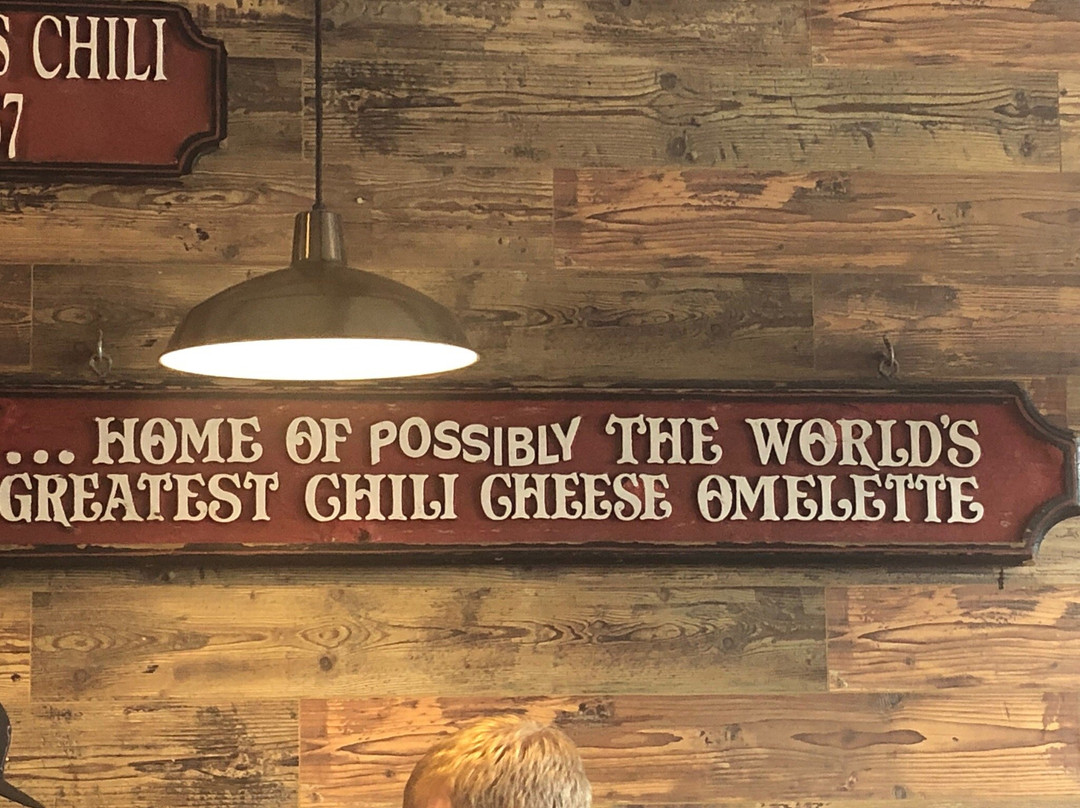 CHILI
... HOME OF POSSIBLY THE WORLD'S
GREATEST CHILI CHEESE OMELETTE